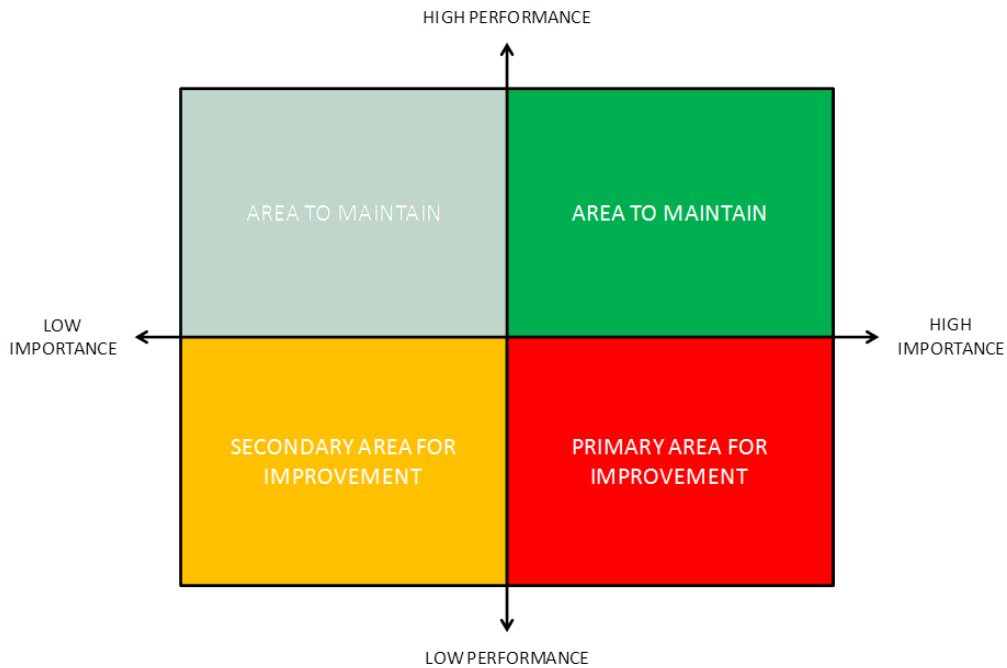 HIGH PERFORMANCE
AREA TO MAINTAIN
AREA TO MAINTAIN
LOW
IMPORTANCE
HIGH
IMPORTANCE
SECONDARY AREA FOR
IMPROVEMENT
PRIMARY AREA FOR
IMPROVEMENT
LOW PERFORMANCE